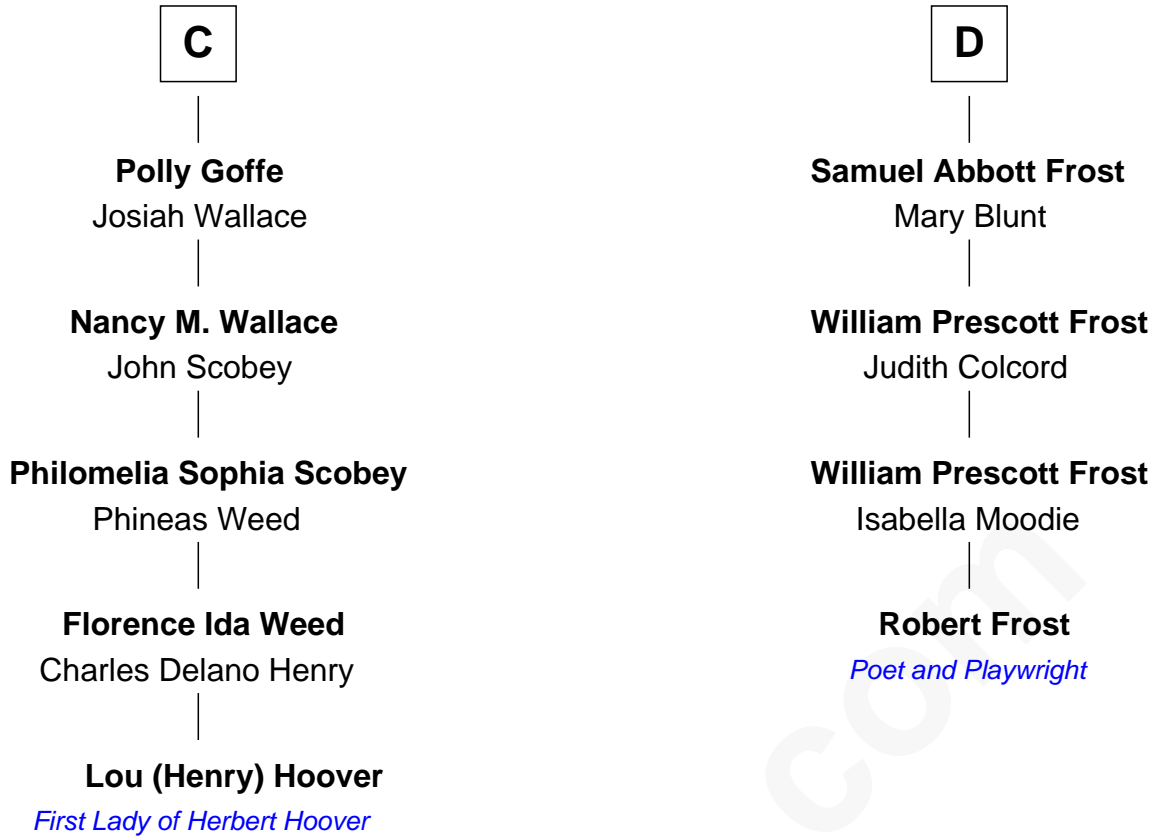 C
Polly Goffe
Josiah Wallace
Nancy M. Wallace
John Scobey
Philomelia Sophia Scobey
Phineas Weed
Florence Ida Weed
Charles Delano Henry
Lou (Henry) Hoover
First Lady of Herbert Hoover
D
Samuel Abbott Frost
Mary Blunt
William Prescott Frost
Judith Colcord
William Prescott Frost
Isabella Moodie
Robert Frost
Poet and Playwright
com